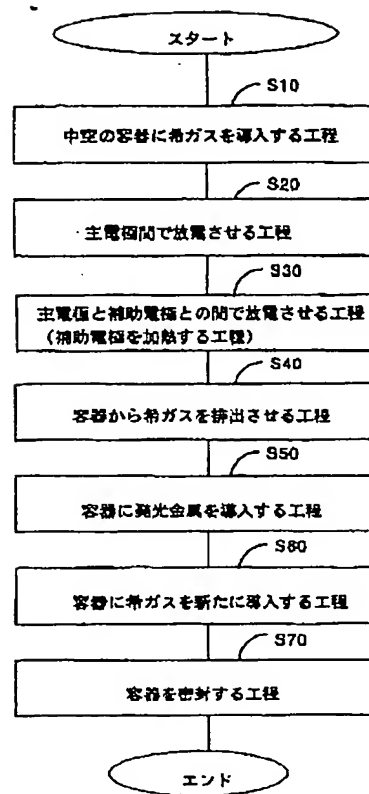 スタート
S10
中空の容器に希ガスを導入する工程
S20
主電極間で放電させる工程
S30
主電極と補助電極との間で放電させる工程
(補助電極を加熱する工程)
S40
容器から希ガスを排出させる工程
S50
容器に発光金属を導入する工程
S60
容器に希ガスを新たに導入する工程
S70
容器を密封する工程
エンド